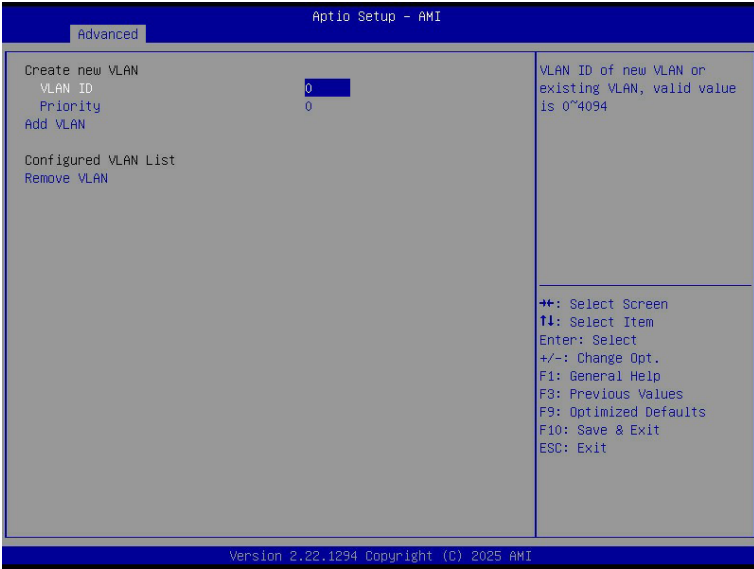 Aptio Setup – AMI
Advanced
Create new VLAN
VLAN ID 0
Priority 0
Add VLAN
Configured VLAN List
Remove VLAN
VLAN ID of new VLAN or
existing VLAN, valid value
is 0~4094
→←: Select Screen
↑↓: Select Item
Enter: Select
+/-: Change Opt.
F1: General Help
F3: Previous Values
F9: Optimized Defaults
F10: Save & Exit
ESC: Exit
Version 2.22.1294 Copyright (C) 2025 AMI